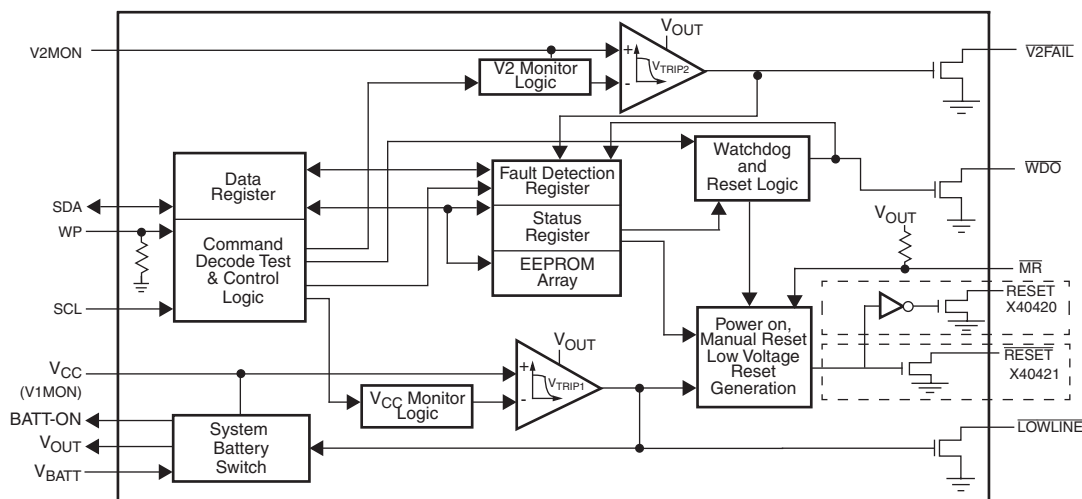 V2MON
VOUT
V2FAIL
V2 Monitor
Logic
+
-
VTRIP2
Data
Register
Fault Detection
Register
Watchdog
and
Reset Logic
WDO
SDA
WP
Command
Decode Test
& Control
Logic
Status
Register
EEPROM
Array
VOUT
MR
SCL
RESET
X40420
Power on,
Manual Reset
Low Voltage
Reset
Generation
RESET
X40421
VOUT
VCC
(V1MON)
+
-
VTRIP1
VCC Monitor
Logic
BATT-ON
VOUT
VBATT
System
Battery
Switch
LOWLINE